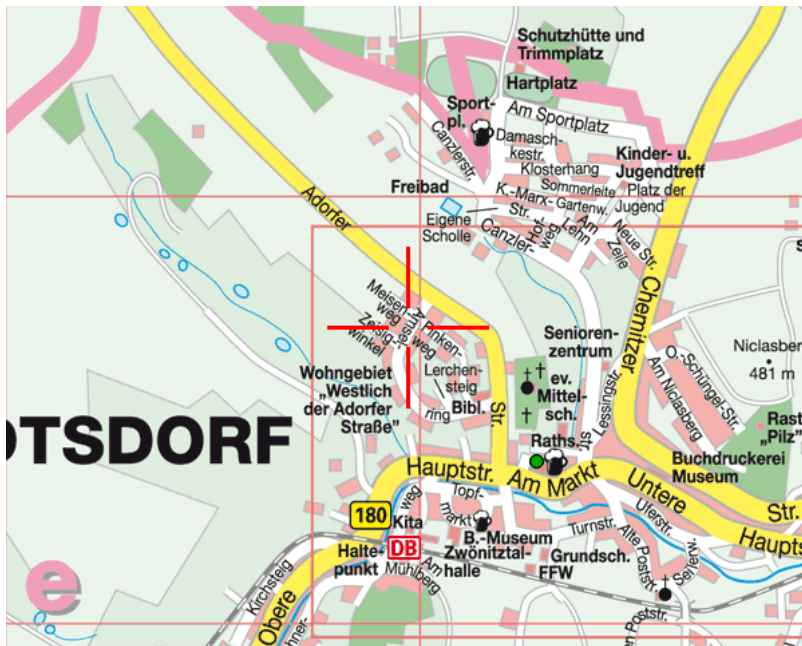 Schutzhütte und
Trimmplatz
Hartplatz
Sport-
pl.
Am Sportplatz
Canzlerstr.
Damasch-
kestr.
Klosterhang
Kinder- u.
Jugendtreff
Sommerleite
Platz der
Jugend
Freibad
K.-Marx-
Str.
Gartenw.
Eigene
Scholle
Hof-
weg
Am
Lehn
Canzler-
str.
Neue Str.
Zeile
Adorfer
Str.
Chemitzer
Meisen-
weg
Amsel-
Finken-
weg
Zeisig-
winkel
Lerchen-
steig
ring
Bibl.
Wohngebiet
„Westlich
der Adorfer
Straße“
Senioren-
zentrum
ev.
Mittel-
sch.
Lessingstr.
Raths.
O.-Schüngel-Str.
Am Niclasberg
Niclasber
481 m
Rast
„Pilz“
Buchdruckerei
Museum
OTSDORF
Hauptstr.
Am Markt
Untere
Str.
Haupts
180
weg
Topf-
markt
Kita
DB
Halte-
punkt
Am
Mühlberg
B.-Museum
Zwönitztal-
halle
Turnstr.
Uferstr.
Alte Poststr.
Grundsch.
FFW
Kirchsteig
Obere
hner-
en Poststr.
e